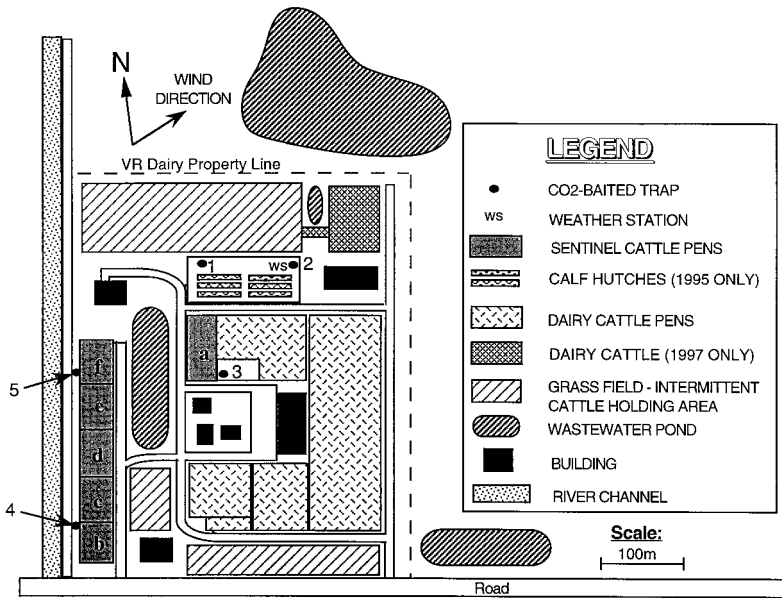 N
WIND
DIRECTION
VR Dairy Property Line
1
ws 2
a
3
f
5
e
d
c
4
b
Road
LEGEND
CO2-BAITED TRAP
ws WEATHER STATION
SENTINEL CATTLE PENS
CALF HUTCHES (1995 ONLY)
DAIRY CATTLE PENS
DAIRY CATTLE (1997 ONLY)
GRASS FIELD - INTERMITTENT
CATTLE HOLDING AREA
WASTEWATER POND
BUILDING
RIVER CHANNEL
Scale:
100m